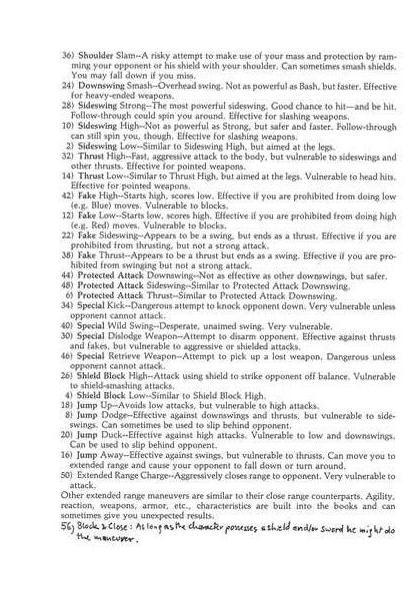 36) Shoulder Slam--A risky attempt to make use of your mass and protection by ram-
ming your opponent or his shield with your shoulder. Can sometimes smash shields.
You may fall down if you miss.
24) Downswing Smash--Overhead swing. Not as powerful as Bash, but faster. Effective
for heavy-ended weapons.
28) Sideswing Strong--The most powerful sideswing. Good chance to hit—and be hit.
Follow-through could spin you around. Effective for slashing weapons.
10) Sideswing High--Not as powerful as Strong, but safer and faster. Follow-through
can still spin you, though. Effective for slashing weapons.
2) Sideswing Low--Similar to Sideswing High, but aimed at the legs.
32) Thrust High--Fast, aggressive attack to the body, but vulnerable to sideswings and
other thrusts. Effective for pointed weapons.
14) Thrust Low--Similar to Thrust High, but aimed at the legs. Vulnerable to head hits.
Effective for pointed weapons.
42) Fake High--Starts high, scores low. Effective if you are prohibited from doing low
(e.g. Blue) moves. Vulnerable to blocks.
12) Fake Low--Starts low, scores high. Effective if you are prohibited from doing high
(e.g. Red) moves. Vulnerable to blocks.
22) Fake Sideswing--Appears to be a swing, but ends as a thrust. Effective if you are
prohibited from thrusting, but not a strong attack.
38) Fake Thrust--Appears to be a thrust but ends as a swing. Effective if you are pro-
hibited from swinging but not a strong attack.
44) Protected Attack Downswing--Not as effective as other downswings, but safer.
48) Protected Attack Sideswing--Similar to Protected Attack Downswing.
6) Protected Attack Thrust--Similar to Protected Attack Downswing.
34) Special Kick--Dangerous attempt to knock opponent down. Very vulnerable unless
opponent cannot attack.
40) Special Wild Swing--Desperate, unaimed swing. Very vulnerable.
30) Special Dislodge Weapon--Attempt to disarm opponent. Effective against thrusts
and fakes, but vulnerable to aggressive or shielded attacks.
46) Special Retrieve Weapon--Attempt to pick up a lost weapon. Dangerous unless
opponent cannot attack.
26) Shield Block High--Attack using shield to strike opponent off balance. Vulnerable
to shield-smashing attacks.
4) Shield Block Low--Similar to Shield Block High.
18) Jump Up--Avoids low attacks, but vulnerable to high attacks.
8) Jump Dodge--Effective against downswings and thrusts, but vulnerable to side-
swings. Can sometimes be used to slip behind opponent.
20) Jump Duck--Effective against high attacks. Vulnerable to low and downswings.
Can be used to slip behind opponent.
16) Jump Away--Effective against swings, but vulnerable to thrusts. Can move you to
extended range and cause your opponent to fall down or turn around.
50) Extended Range Charge--Aggressively closes range to opponent. Very vulnerable to
attack.
Other extended range maneuvers are similar to their close range counterparts. Agility,
reaction, weapons, armor, etc., characteristics are built into the books and can
sometimes give you unexpected results.
56) Block & Close: As long as the character possesses a shield and/or sword he might do
the maneuver.